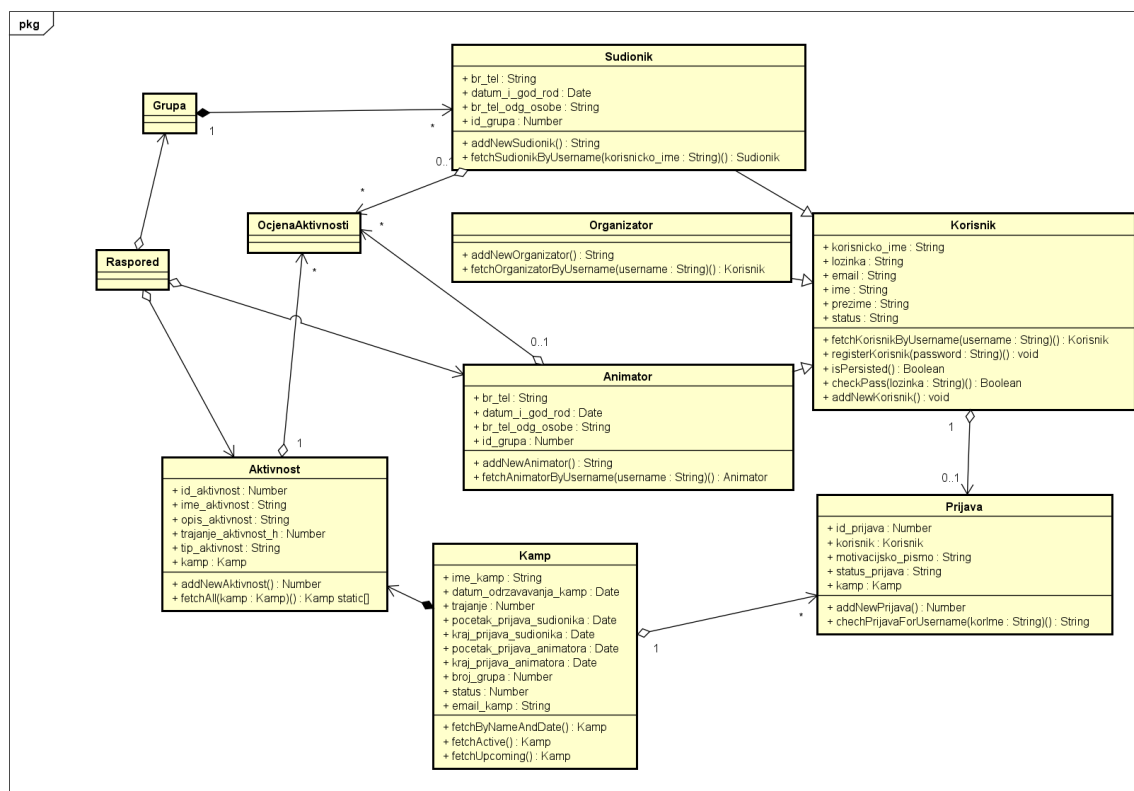 pkg
Sudionik
+ br_tel : String
+ datum_i_god_rod : Date
+ br_tel_odg_osobe : String
+ id_grupa : Number
+ addNewSudionik() : String
+ fetchSudionikByUsername(korisnicko_ime : String)() : Sudionik
Grupa
1
*
0..1
*
OcjenaAktivnosti
*
*
Organizator
+ addNewOrganizator() : String
+ fetchOrganizatorByUsername(username : String)() : Korisnik
Korisnik
+ korisnicko_ime : String
+ lozinka : String
+ email : String
+ ime : String
+ prezime : String
+ status : String
+ fetchKorisnikByUsername(username : String)() : Korisnik
+ registerKorisnik(password : String)() : void
+ isPersisted() : Boolean
+ checkPass(lozinka : String)() : Boolean
+ addNewKorisnik() : void
Raspored
0..1
Animator
+ br_tel : String
+ datum_i_god_rod : Date
+ br_tel_odg_osobe : String
+ id_grupa : Number
+ addNewAnimator() : String
+ fetchAnimatorByUsername(username : String)() : Animator
1
0..1
1
Aktivnost
+ id_aktivnost : Number
+ ime_aktivnost : String
+ opis_aktivnost : String
+ trajanje_aktivnost_h : Number
+ tip_aktivnost : String
+ kamp : Kamp
+ addNewAktivnost() : Number
+ fetchAll(kamp : Kamp)() : Kamp static[]
Prijava
+ id_prijava : Number
+ korisnik : Korisnik
+ motivacijsko_pismo : String
+ status_prijava : String
+ kamp : Kamp
+ addNewPrijava() : Number
+ chechPrijavaForUsername(korIme : String)() : String
Kamp
+ ime_kamp : String
+ datum_odrzavavanja_kamp : Date
+ trajanje : Number
+ pocetak_prijava_sudionika : Date
+ kraj_prijava_sudionika : Date
+ pocetak_prijava_animatora : Date
+ kraj_prijava_animatora : Date
+ broj_grupa : Number
+ status : Number
+ email_kamp : String
+ fetchByNameAndDate() : Kamp
+ fetchActive() : Kamp
+ fetchUpcoming() : Kamp
1
*